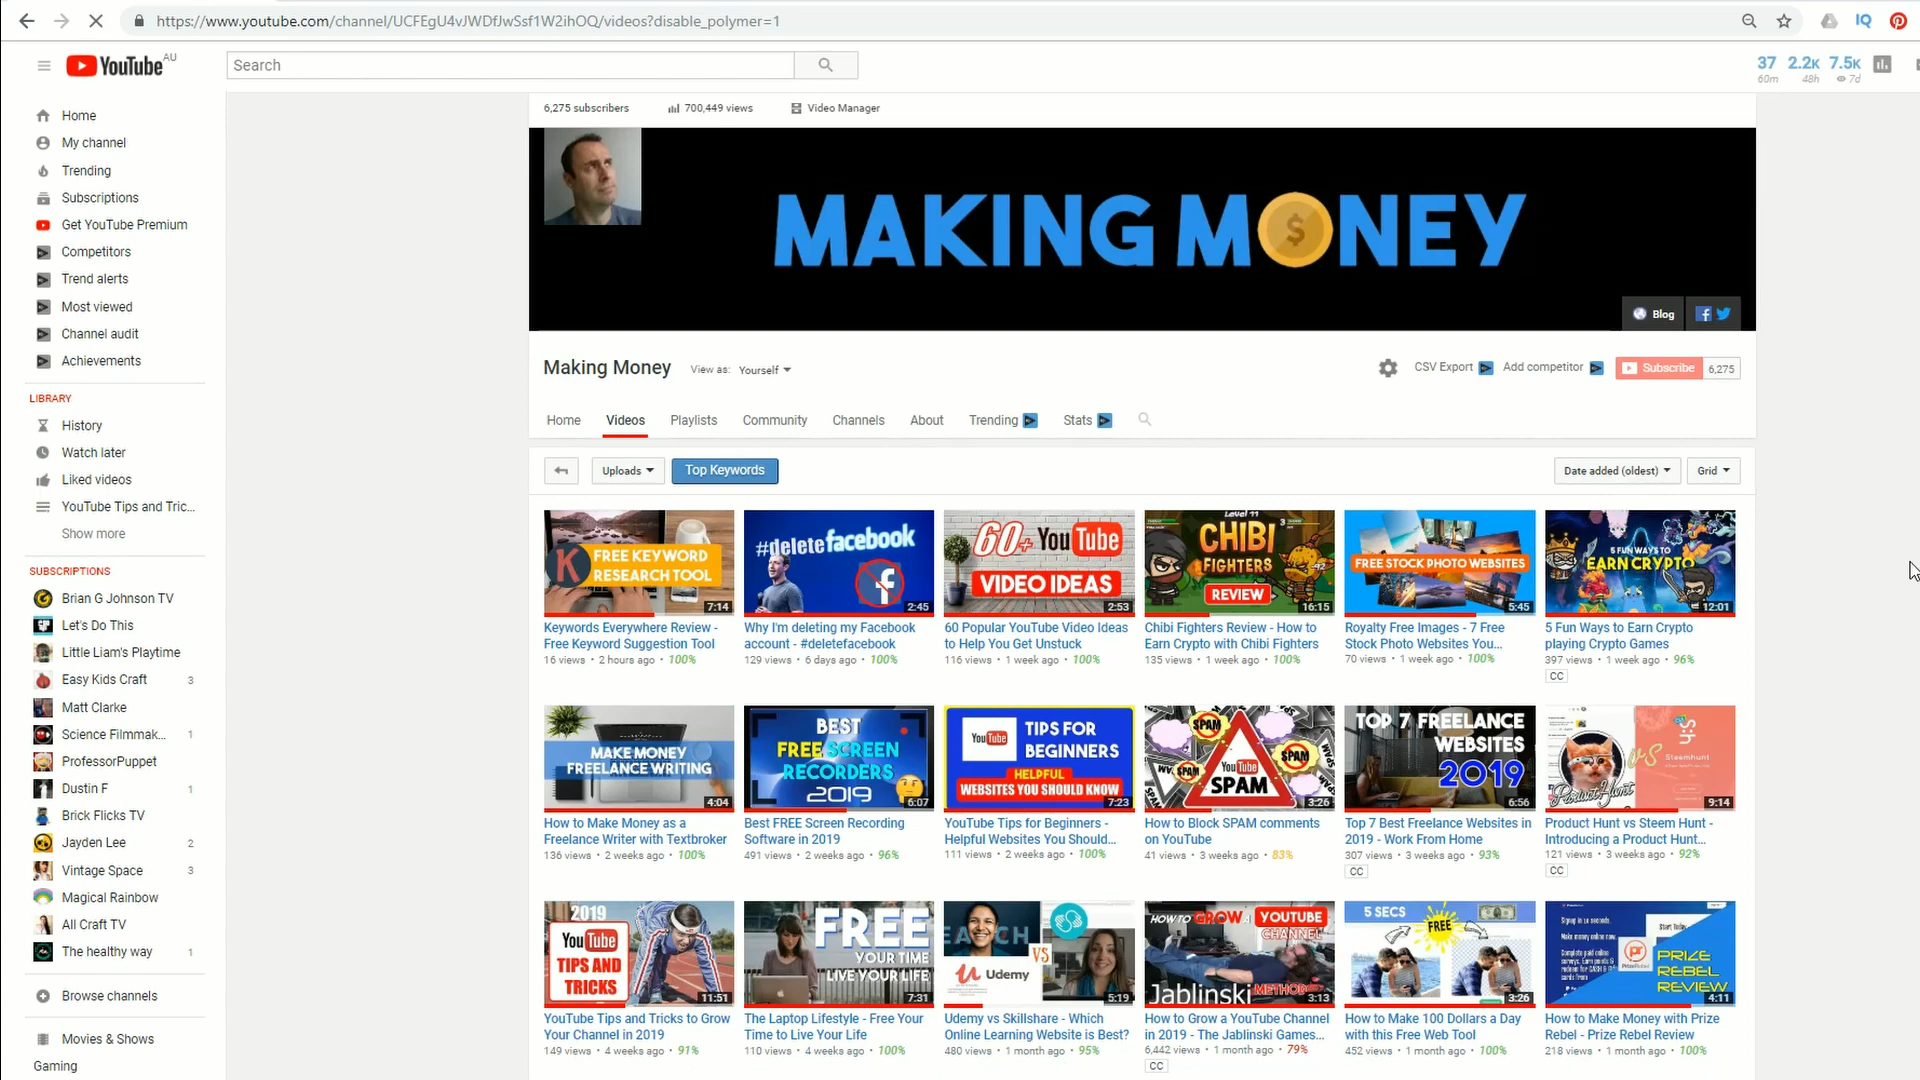 https://www.youtube.com/channel/UCFEgU4vJWDfJwSsf1W2ihOQ/videos?disable_polymer=1
IQ
YouTube AU
Search
37 2.2K 7.5K
60m 48h 7d
Home
My channel
Trending
Subscriptions
Get YouTube Premium
Competitors
Trend alerts
Most viewed
Channel audit
Achievements
LIBRARY
History
Watch later
Liked videos
YouTube Tips and Tric...
Show more
SUBSCRIPTIONS
Brian G Johnson TV
Let's Do This
Little Liam's Playtime
Easy Kids Craft 3
Matt Clarke
Science Filmmak... 1
ProfessorPuppet
Dustin F 1
Brick Flicks TV
Jayden Lee 2
Vintage Space 3
Magical Rainbow
All Craft TV
The healthy way 1
Browse channels
Movies & Shows
Gaming
6,275 subscribers 700,449 views Video Manager
MAKING MONEY
Blog
Making Money View as: Yourself
CSV Export Add competitor Subscribe 6,275
Home Videos Playlists Community Channels About Trending Stats
Uploads Top Keywords Date added (oldest) Grid
K FREE KEYWORD
RESEARCH TOOL
7:14
Keywords Everywhere Review -
Free Keyword Suggestion Tool
16 views • 2 hours ago • 100%
#deletefacebook
2:45
Why I'm deleting my Facebook
account - #deletefacebook
129 views • 6 days ago • 100%
60+ YouTube
VIDEO IDEAS
2:53
60 Popular YouTube Video Ideas
to Help You Get Unstuck
116 views • 1 week ago • 100%
Level 11
CHIBI
FIGHTERS
REVIEW
16:15
Chibi Fighters Review - How to
Earn Crypto with Chibi Fighters
135 views • 1 week ago • 100%
FREE STOCK PHOTO WEBSITES
5:45
Royalty Free Images - 7 Free
Stock Photo Websites You...
70 views • 1 week ago • 100%
5 FUN WAYS TO
EARN CRYPTO
12:01
5 Fun Ways to Earn Crypto
playing Crypto Games
397 views • 1 week ago • 96%
CC
MAKE MONEY
FREELANCE WRITING
4:04
How to Make Money as a
Freelance Writer with Textbroker
136 views • 2 weeks ago • 100%
BEST
FREE SCREEN
RECORDERS
2019
6:07
Best FREE Screen Recording
Software in 2019
491 views • 2 weeks ago • 96%
YouTube TIPS FOR
BEGINNERS
HELPFUL
WEBSITES YOU SHOULD KNOW
7:23
YouTube Tips for Beginners -
Helpful Websites You Should...
111 views • 2 weeks ago • 100%
SPAM
SPAM
SPAM
YouTube
SPAM
3:26
How to Block SPAM comments
on YouTube
41 views • 3 weeks ago • 83%
TOP 7 FREELANCE
WEBSITES
2019
6:56
Top 7 Best Freelance Websites in
2019 - Work From Home
307 views • 3 weeks ago • 93%
CC
VS
Steemhunt
Product Hunt
9:14
Product Hunt vs Steem Hunt -
Introducing a Product Hunt...
121 views • 3 weeks ago • 92%
CC
2019
YouTube
TIPS AND
TRICKS
11:51
YouTube Tips and Tricks to Grow
Your Channel in 2019
149 views • 4 weeks ago • 91%
FREE
YOUR TIME
LIVE YOUR LIFE
7:31
The Laptop Lifestyle - Free Your
Time to Live Your Life
110 views • 4 weeks ago • 100%
VS
Udemy
5:19
Udemy vs Skillshare - Which
Online Learning Website is Best?
480 views • 1 month ago • 95%
HOW TO GROW A YOUTUBE
CHANNEL
Jablinski METHOD
3:13
How to Grow a YouTube Channel
in 2019 - The Jablinski Games...
6,442 views • 1 month ago • 79%
CC
5 SECS
FREE
3:26
How to Make 100 Dollars a Day
with this Free Web Tool
452 views • 1 month ago • 100%
Start Today
PRIZE
REBEL
REVIEW
4:11
How to Make Money with Prize
Rebel - Prize Rebel Review
218 views • 1 month ago • 100%